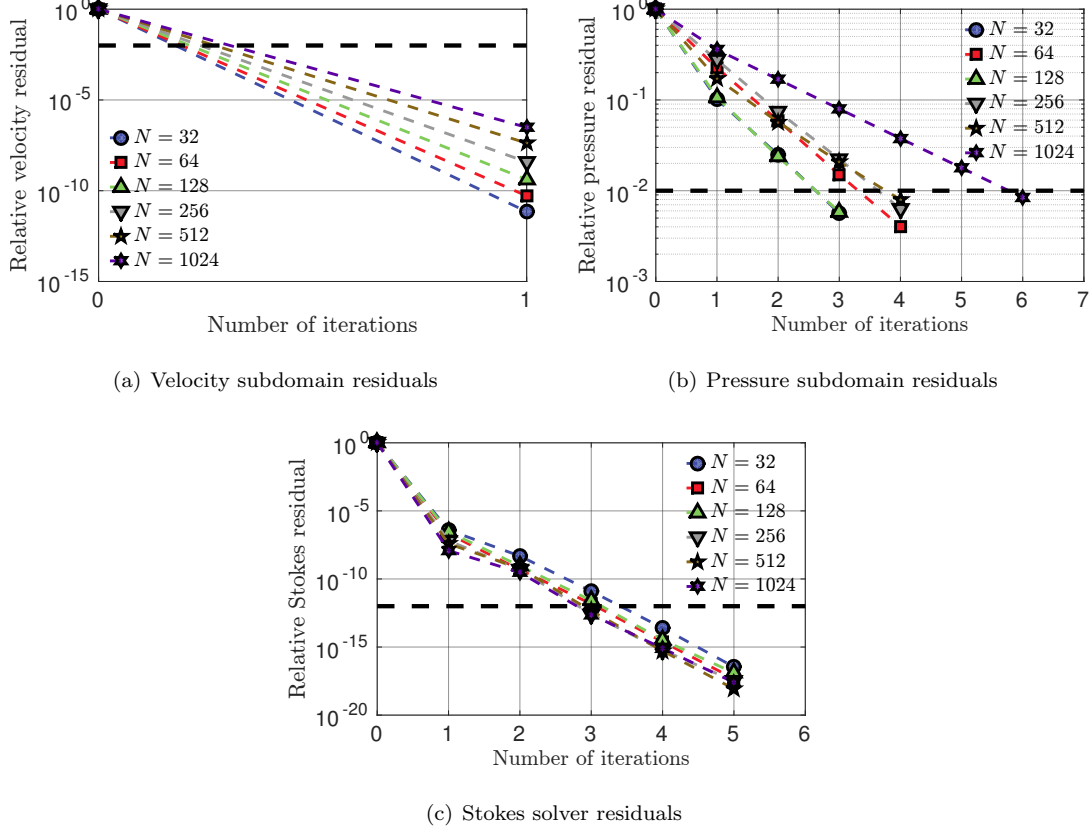 10^0
10^-5
10^-10
10^-15
Relative velocity residual
N = 32
N = 64
N = 128
N = 256
N = 512
N = 1024
0
1
Number of iterations
(a) Velocity subdomain residuals
10^0
10^-1
10^-2
10^-3
Relative pressure residual
N = 32
N = 64
N = 128
N = 256
N = 512
N = 1024
0 1 2 3 4 5 6 7
Number of iterations
(b) Pressure subdomain residuals
10^0
10^-5
10^-10
10^-15
10^-20
Relative Stokes residual
N = 32
N = 64
N = 128
N = 256
N = 512
N = 1024
0 1 2 3 4 5 6
Number of iterations
(c) Stokes solver residuals